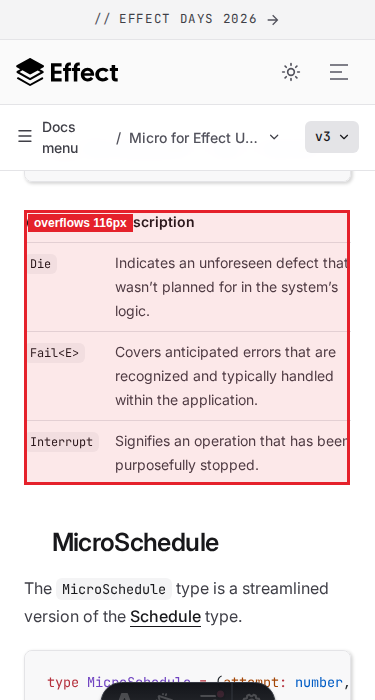 // EFFECT DAYS 2026 →
Effect
Docs menu / Micro for Effect U... v3
overflows 116px scription
Die Indicates an unforeseen defect that
wasn’t planned for in the system’s
logic.
Fail<E> Covers anticipated errors that are
recognized and typically handled
within the application.
Interrupt Signifies an operation that has been
purposefully stopped.
MicroSchedule
The MicroSchedule type is a streamlined
version of the Schedule type.
type MicroSchedule = (attempt: number,